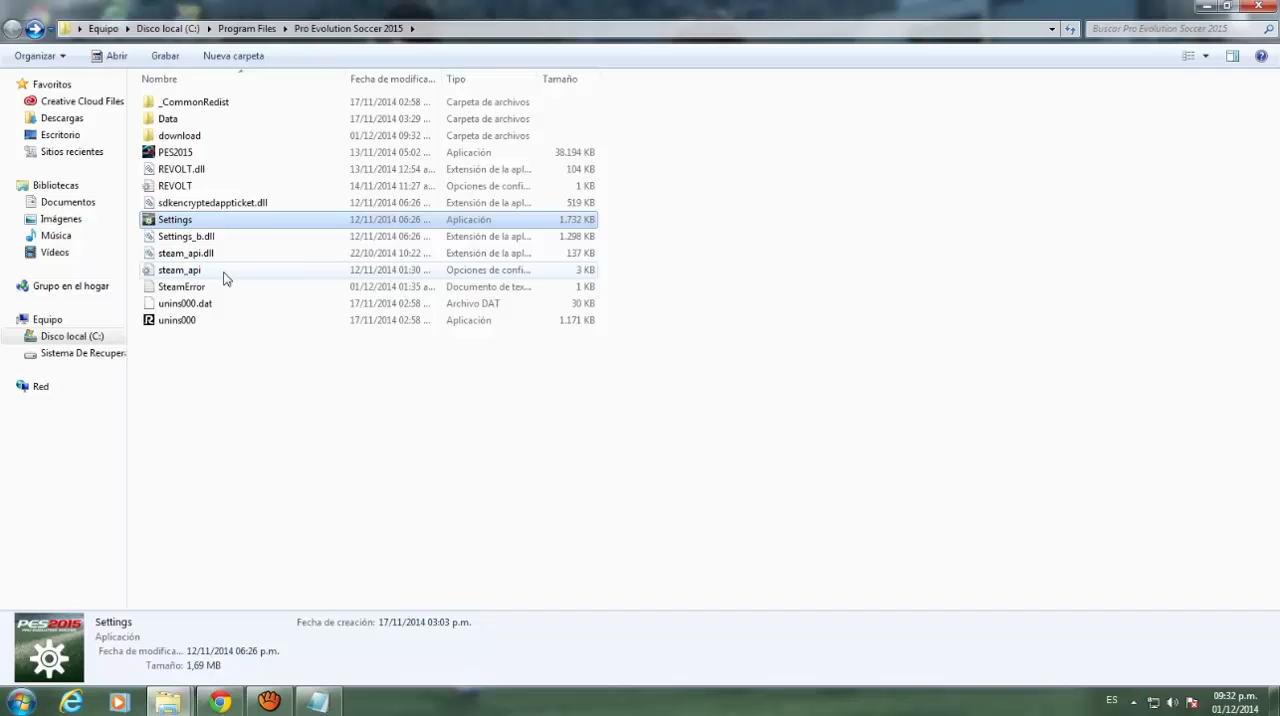 Equipo Disco local (C:) Program Files Pro Evolution Soccer 2015 Buscar Pro Evolution Soccer 2015
Organizar Abrir Grabar Nueva carpeta
Nombre Fecha de modifica... Tipo Tamaño
Favoritos
Creative Cloud Files
Descargas
Escritorio
Sitios recientes
Bibliotecas
Documentos
Imágenes
Música
Vídeos
Grupo en el hogar
Equipo
Disco local (C:)
Sistema De Recupera
Red
_CommonRedist 17/11/2014 02:58 ... Carpeta de archivos
Data 17/11/2014 03:29 ... Carpeta de archivos
download 01/12/2014 09:32 ... Carpeta de archivos
PES2015 13/11/2014 05:02 ... Aplicación 38.194 KB
REVOLT.dll 13/11/2014 12:54 a... Extensión de la apl... 104 KB
REVOLT 14/11/2014 11:27 a... Opciones de confi... 1 KB
sdkencryptedappticket.dll 12/11/2014 06:26 ... Extensión de la apl... 519 KB
Settings 12/11/2014 06:26 ... Aplicación 1.732 KB
Settings_b.dll 12/11/2014 06:26 ... Extensión de la apl... 1.298 KB
steam_api.dll 22/10/2014 10:22 ... Extensión de la apl... 137 KB
steam_api 12/11/2014 01:30 ... Opciones de confi... 3 KB
SteamError 01/12/2014 01:35 a... Documento de tex... 1 KB
unins000.dat 17/11/2014 02:58 ... Archivo DAT 30 KB
unins000 17/11/2014 02:58 ... Aplicación 1.171 KB
PES2015
PRO EVOLUTION SOCCER
Settings Fecha de creación: 17/11/2014 03:03 p.m.
Aplicación
Fecha de modifica... 12/11/2014 06:26 p.m.
Tamaño: 1,69 MB
ES
09:32 p.m.
01/12/2014